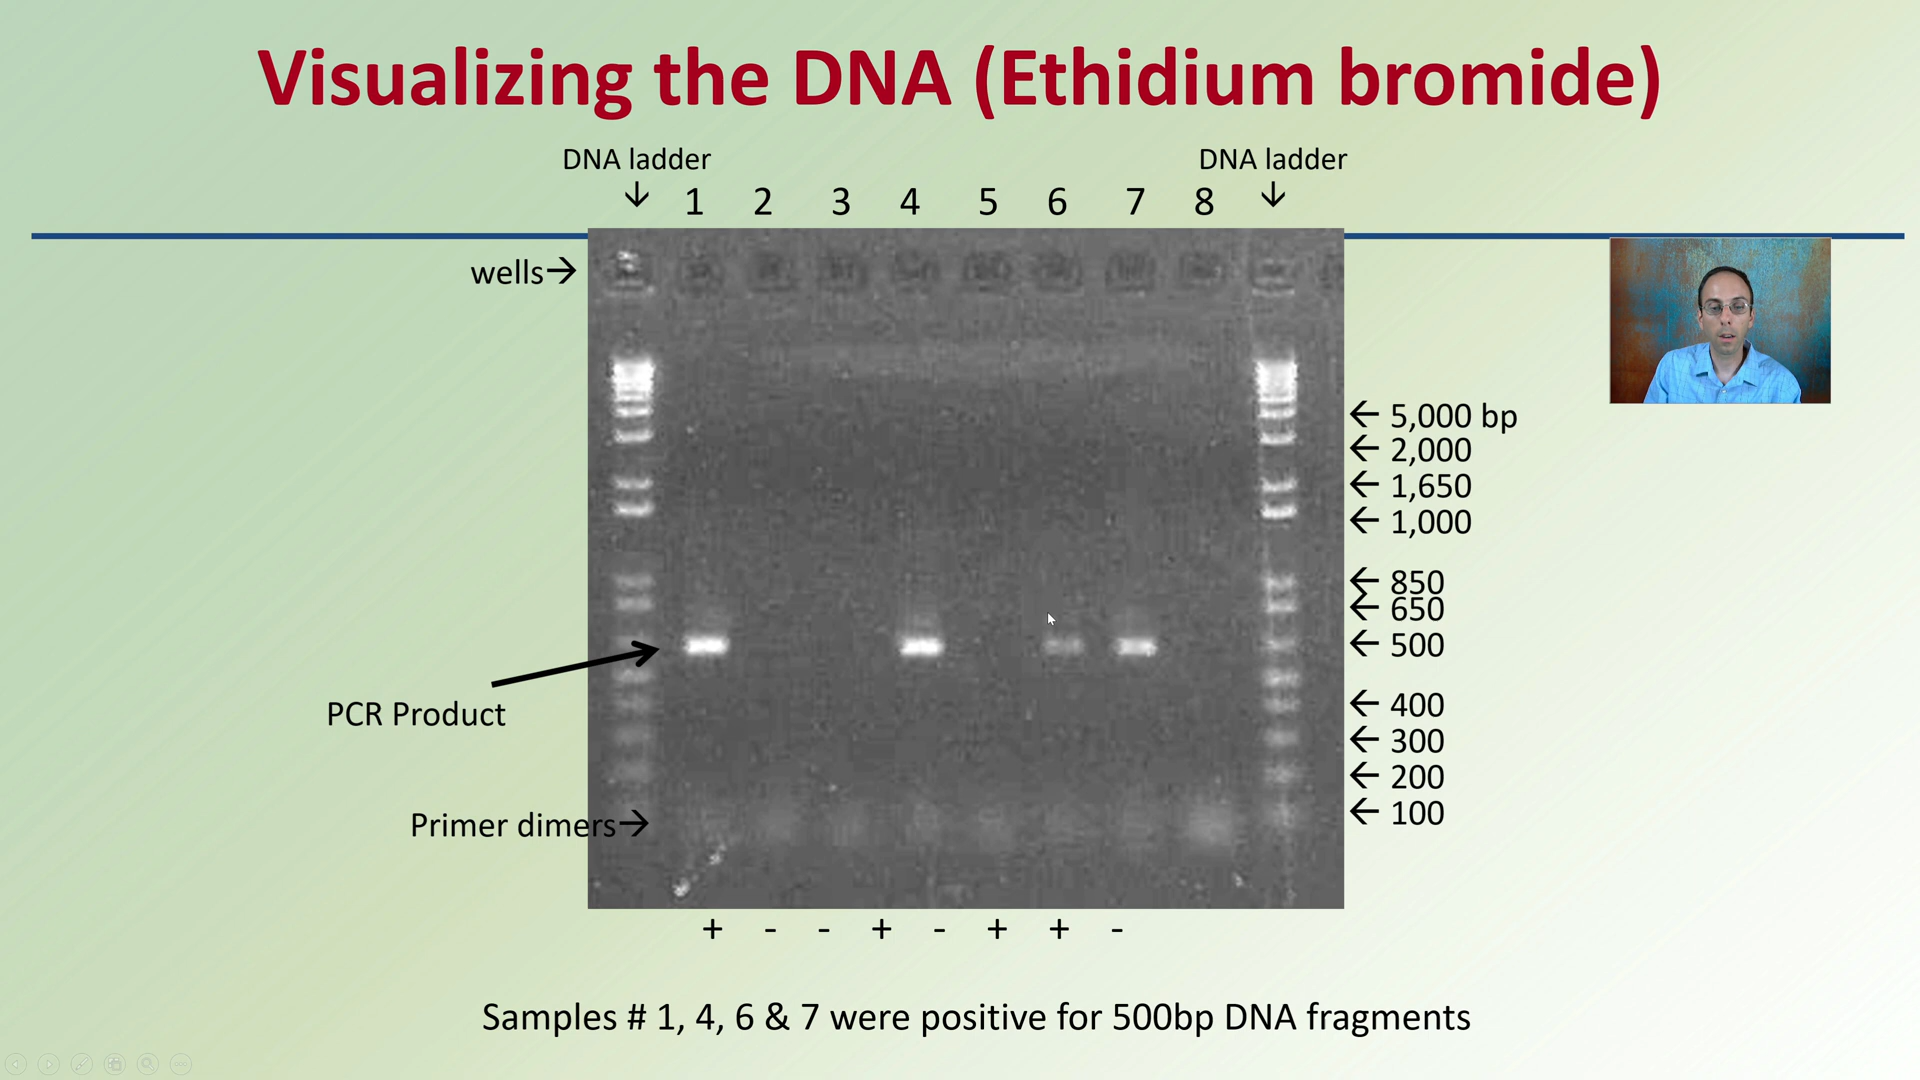 Visualizing the DNA (Ethidium bromide)
DNA ladder DNA ladder
↓ 1 2 3 4 5 6 7 8 ↓
wells→
← 5,000 bp
← 2,000
← 1,650
← 1,000
← 850
← 650
← 500
PCR Product
← 400
← 300
← 200
← 100
Primer dimers→
+ - - + - + + -
Samples # 1, 4, 6 & 7 were positive for 500bp DNA fragments